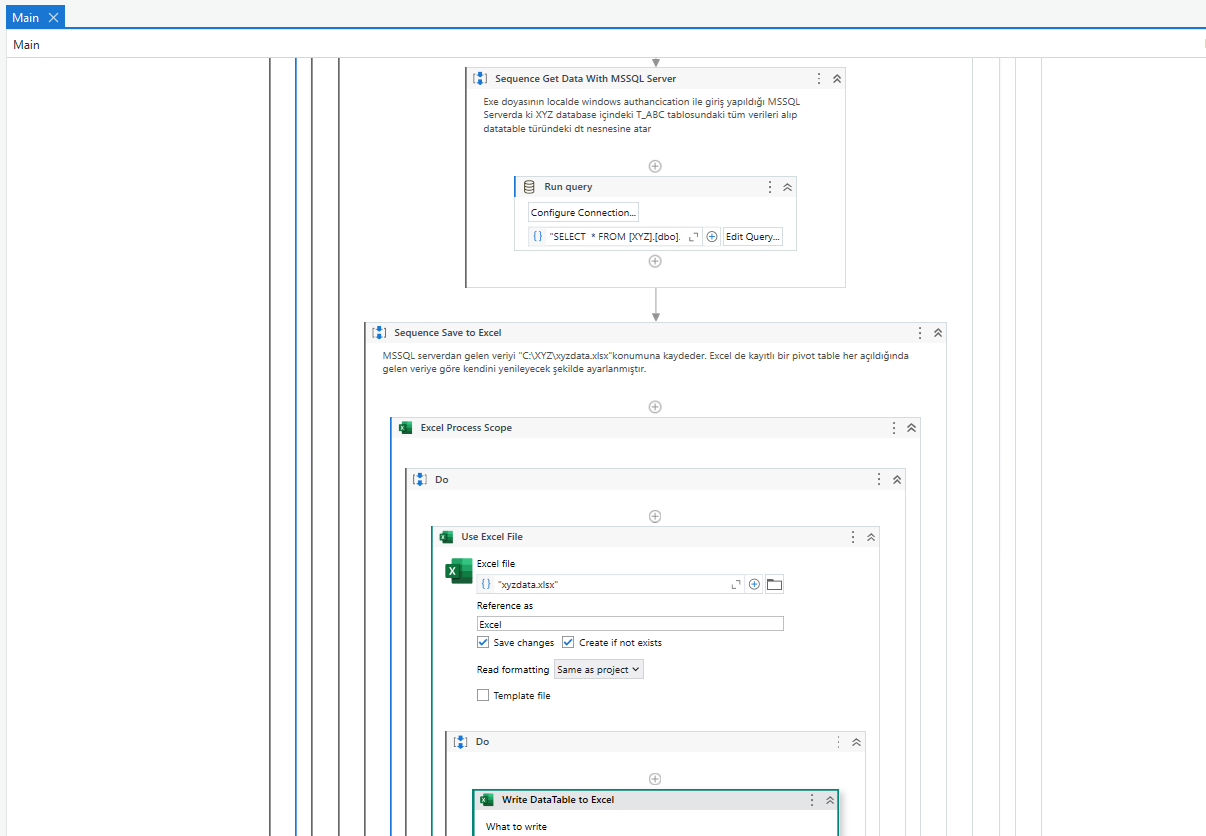 Main
Main
Sequence Get Data With MSSQL Server
Exe doyasının localde windows authancication ile giriş yapıldığı MSSQL
Serverda ki XYZ database içindeki T_ABC tablosundaki tüm verileri alıp
datatable türündeki dt nesnesine atar
Run query
Configure Connection...
"SELECT * FROM [XYZ].[dbo].
Edit Query...
Sequence Save to Excel
MSSQL serverdan gelen veriyi "C:\XYZ\xyzdata.xlsx"konumuna kaydeder. Excel de kayıtlı bir pivot table her açıldığında
gelen veriye göre kendini yenileyecek şekilde ayarlanmıştır.
Excel Process Scope
Do
Use Excel File
Excel file
"xyzdata.xlsx"
Reference as
Excel
Save changes Create if not exists
Read formatting Same as project
Template file
Do
Write DataTable to Excel
What to write